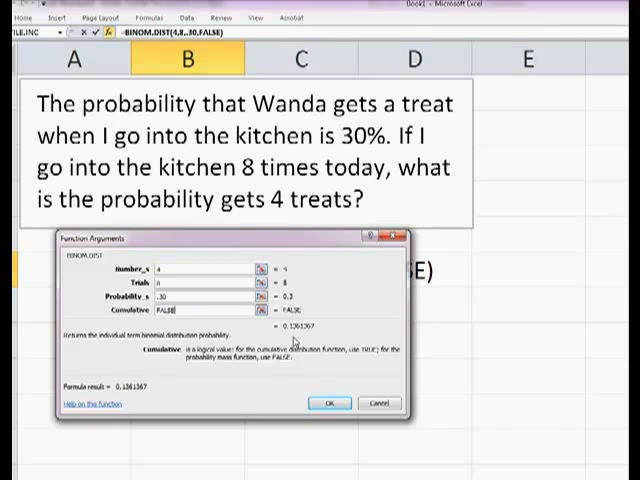 Book1 - Microsoft Excel
Home Insert Page Layout Formulas Data Review View Acrobat
ILE.INC =BINOM.DIST(4,8,.30,FALSE)
A B C D E
The probability that Wanda gets a treat
when I go into the kitchen is 30%. If I
go into the kitchen 8 times today, what
is the probability gets 4 treats?
SE)
Function Arguments
BINOM.DIST
Number_s 4 = 4
Trials 8 = 8
Probability_s .30 = 0.3
Cumulative FALSE = FALSE
= 0.1361367
Returns the individual term binomial distribution probability.
Cumulative is a logical value: for the cumulative distribution function, use TRUE; for the
probability mass function, use FALSE.
Formula result = 0.1361367
Help on this function OK Cancel